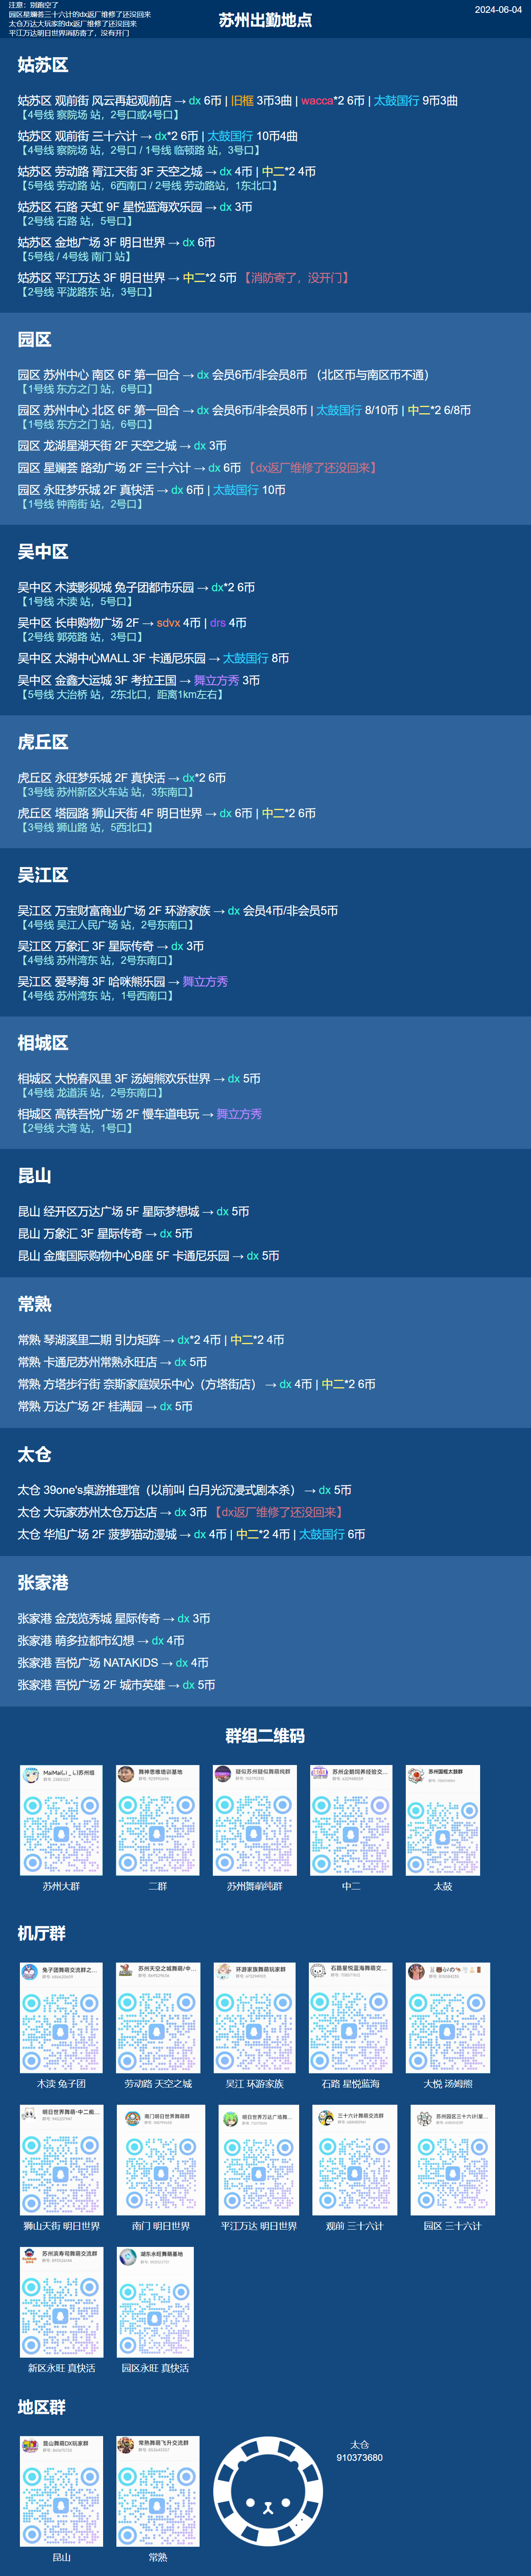 注意：别跑空了
园区星斓荟三十六计的dx返厂维修了还没回来
太仓万达大玩家的dx返厂维修了还没回来
平江万达明日世界消防寄了，没有开门
苏州出勤地点
2024-06-04
姑苏区
姑苏区 观前街 风云再起观前店 → dx 6币 | 旧框 3币3曲 | wacca*2 6币 | 太鼓国行 9币3曲
【4号线 察院场 站，2号口或4号口】
姑苏区 观前街 三十六计 → dx*2 6币 | 太鼓国行 10币4曲
【4号线 察院场 站，2号口 / 1号线 临顿路 站，3号口】
姑苏区 劳动路 胥江天街 3F 天空之城 → dx 4币 | 中二*2 4币
【5号线 劳动路 站，6西南口 / 2号线 劳动路站，1东北口】
姑苏区 石路 天虹 9F 星悦蓝海欢乐园 → dx 3币
【2号线 石路 站，5号口】
姑苏区 金地广场 3F 明日世界 → dx 6币
【5号线 / 4号线 南门 站】
姑苏区 平江万达 3F 明日世界 → 中二*2 5币 【消防寄了，没开门】
【2号线 平泷路东 站，3号口】
园区
园区 苏州中心 南区 6F 第一回合 → dx 会员6币/非会员8币 （北区币与南区币不通）
【1号线 东方之门 站，6号口】
园区 苏州中心 北区 6F 第一回合 → dx 会员6币/非会员8币 | 太鼓国行 8/10币 | 中二*2 6/8币
【1号线 东方之门 站，6号口】
园区 龙湖星湖天街 2F 天空之城 → dx 3币
园区 星斓荟 路劲广场 2F 三十六计 → dx 6币 【dx返厂维修了还没回来】
园区 永旺梦乐城 2F 真快活 → dx 6币 | 太鼓国行 10币
【1号线 钟南街 站，2号口】
吴中区
吴中区 木渎影视城 兔子团都市乐园 → dx*2 6币
【1号线 木渎 站，5号口】
吴中区 长申购物广场 2F → sdvx 4币 | drs 4币
【2号线 郭苑路 站，3号口】
吴中区 太湖中心MALL 3F 卡通尼乐园 → 太鼓国行 8币
吴中区 金鑫大运城 3F 考拉王国 → 舞立方秀 3币
【5号线 大治桥 站，2东北口，距离1km左右】
虎丘区
虎丘区 永旺梦乐城 2F 真快活 → dx*2 6币
【3号线 苏州新区火车站 站，3东南口】
虎丘区 塔园路 狮山天街 4F 明日世界 → dx 6币 | 中二*2 6币
【3号线 狮山路 站，5西北口】
吴江区
吴江区 万宝财富商业广场 2F 环游家族 → dx 会员4币/非会员5币
【4号线 吴江人民广场 站，2号东南口】
吴江区 万象汇 3F 星际传奇 → dx 3币
【4号线 苏州湾东 站，2号东南口】
吴江区 爱琴海 3F 哈咪熊乐园 → 舞立方秀
【4号线 苏州湾东 站，1号西南口】
相城区
相城区 大悦春风里 3F 汤姆熊欢乐世界 → dx 5币
【4号线 龙道浜 站，2号东南口】
相城区 高铁吾悦广场 2F 慢车道电玩 → 舞立方秀
【2号线 大湾 站，1号口】
昆山
昆山 经开区万达广场 5F 星际梦想城 → dx 5币
昆山 万象汇 3F 星际传奇 → dx 5币
昆山 金鹰国际购物中心B座 5F 卡通尼乐园 → dx 5币
常熟
常熟 琴湖溪里二期 引力矩阵 → dx*2 4币 | 中二*2 4币
常熟 卡通尼苏州常熟永旺店 → dx 5币
常熟 方塔步行街 奈斯家庭娱乐中心（方塔街店） → dx 4币 | 中二*2 6币
常熟 万达广场 2F 桂满园 → dx 5币
太仓
太仓 39one's桌游推理馆（以前叫 白月光沉浸式剧本杀） → dx 5币
太仓 大玩家苏州太仓万达店 → dx 3币 【dx返厂维修了还没回来】
太仓 华旭广场 2F 菠萝猫动漫城 → dx 4币 | 中二*2 4币 | 太鼓国行 6币
张家港
张家港 金茂览秀城 星际传奇 → dx 3币
张家港 萌多拉都市幻想 → dx 4币
张家港 吾悦广场 NATAKIDS → dx 4币
张家港 吾悦广场 2F 城市英雄 → dx 5币
群组二维码
苏州大群 二群 苏州舞萌纯群 中二 太鼓
机厅群
木渎 兔子团 劳动路 天空之城 吴江 环游家族 石路 星悦蓝海 大悦 汤姆熊
狮山天街 明日世界 南门 明日世界 平江万达 明日世界 观前 三十六计 园区 三十六计
新区永旺 真快活 园区永旺 真快活
地区群
太仓
910373680
昆山 常熟